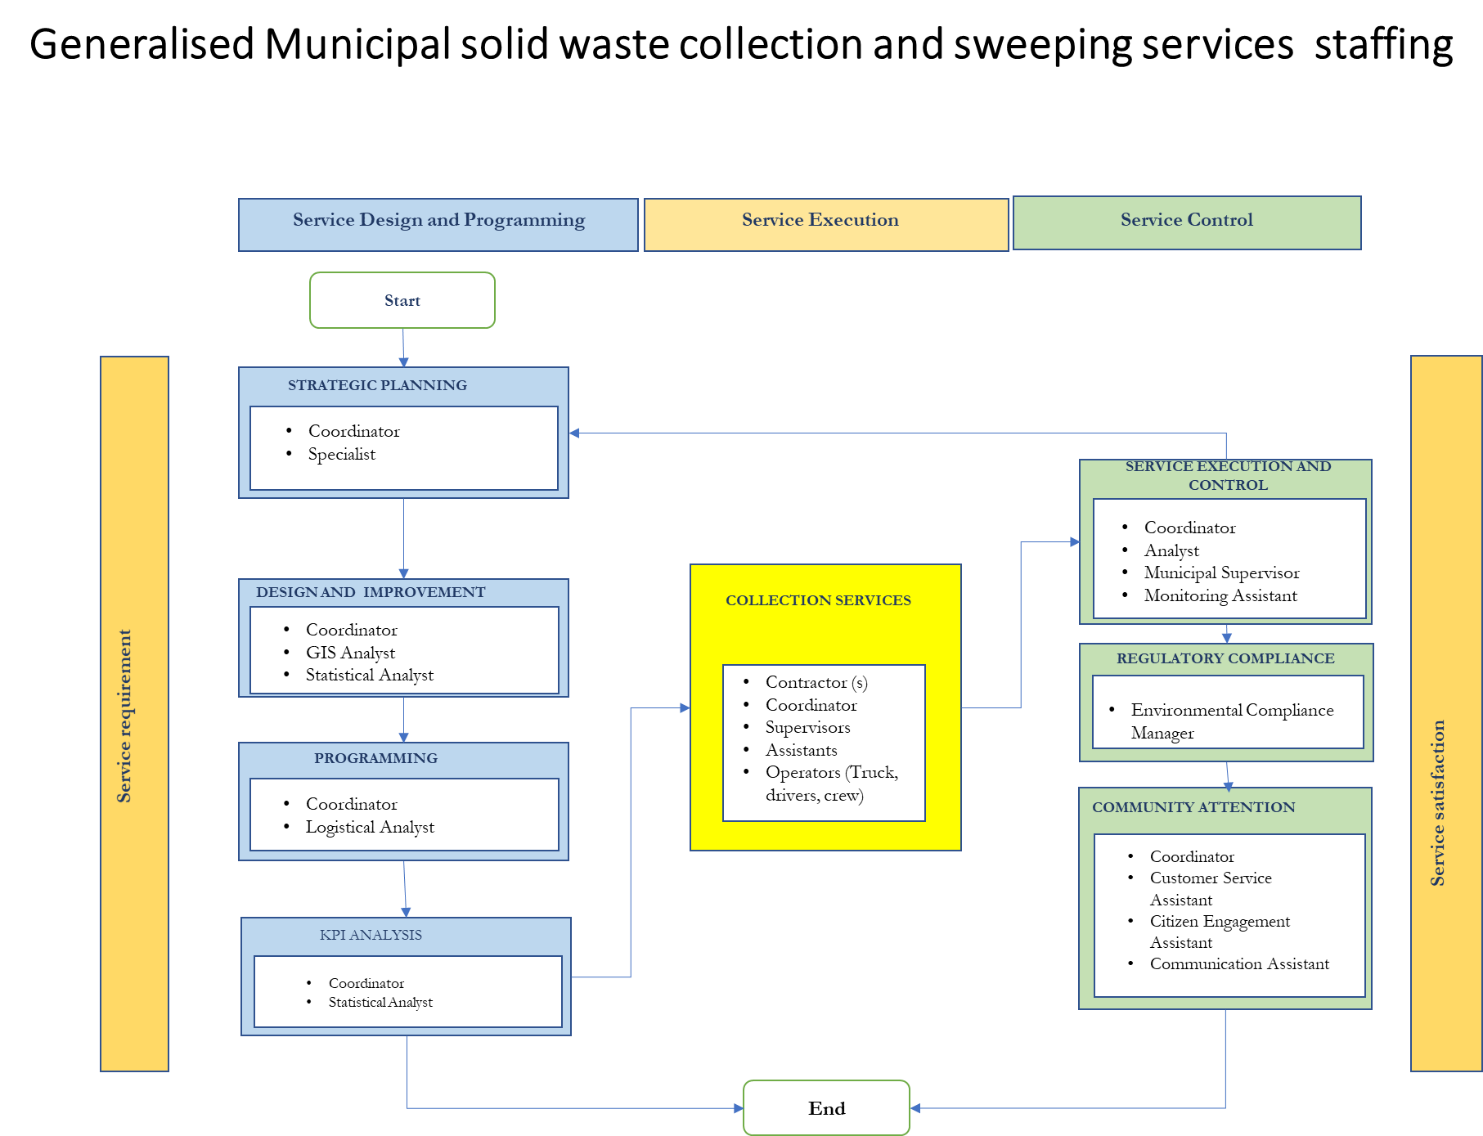 Generalised Municipal solid waste collection and sweeping services staffing
Service Design and Programming
Service Execution
Service Control
Start
Service requirement
STRATEGIC PLANNING
• Coordinator
• Specialist
DESIGN AND IMPROVEMENT
• Coordinator
• GIS Analyst
• Statistical Analyst
PROGRAMMING
• Coordinator
• Logistical Analyst
KPI ANALYSIS
• Coordinator
• Statistical Analyst
COLLECTION SERVICES
• Contractor (s)
• Coordinator
• Supervisors
• Assistants
• Operators (Truck,
drivers, crew)
SERVICE EXECUTION AND
CONTROL
• Coordinator
• Analyst
• Municipal Supervisor
• Monitoring Assistant
REGULATORY COMPLIANCE
• Environmental Compliance
Manager
COMMUNITY ATTENTION
• Coordinator
• Customer Service
Assistant
• Citizen Engagement
Assistant
• Communication Assistant
Service satisfaction
End